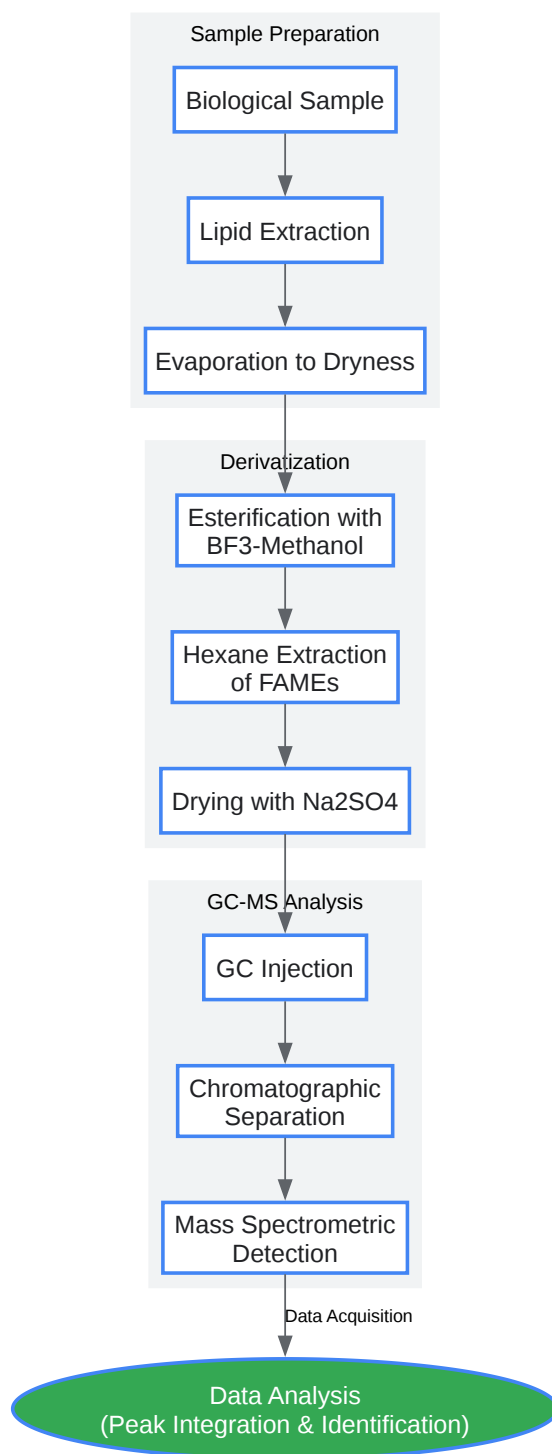 Sample Preparation
Biological Sample
Lipid Extraction
Evaporation to Dryness
Derivatization
Esterification with
BF3-Methanol
Hexane Extraction
of FAMEs
Drying with Na2SO4
GC-MS Analysis
GC Injection
Chromatographic
Separation
Mass Spectrometric
Detection
Data Acquisition
Data Analysis
(Peak Integration & Identification)